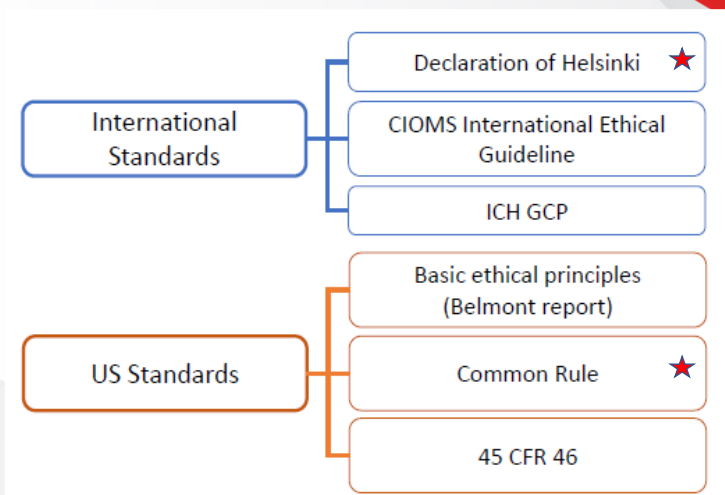 International
Standards
Declaration of Helsinki
CIOMS International Ethical
Guideline
ICH GCP
US Standards
Basic ethical principles
(Belmont report)
Common Rule
45 CFR 46